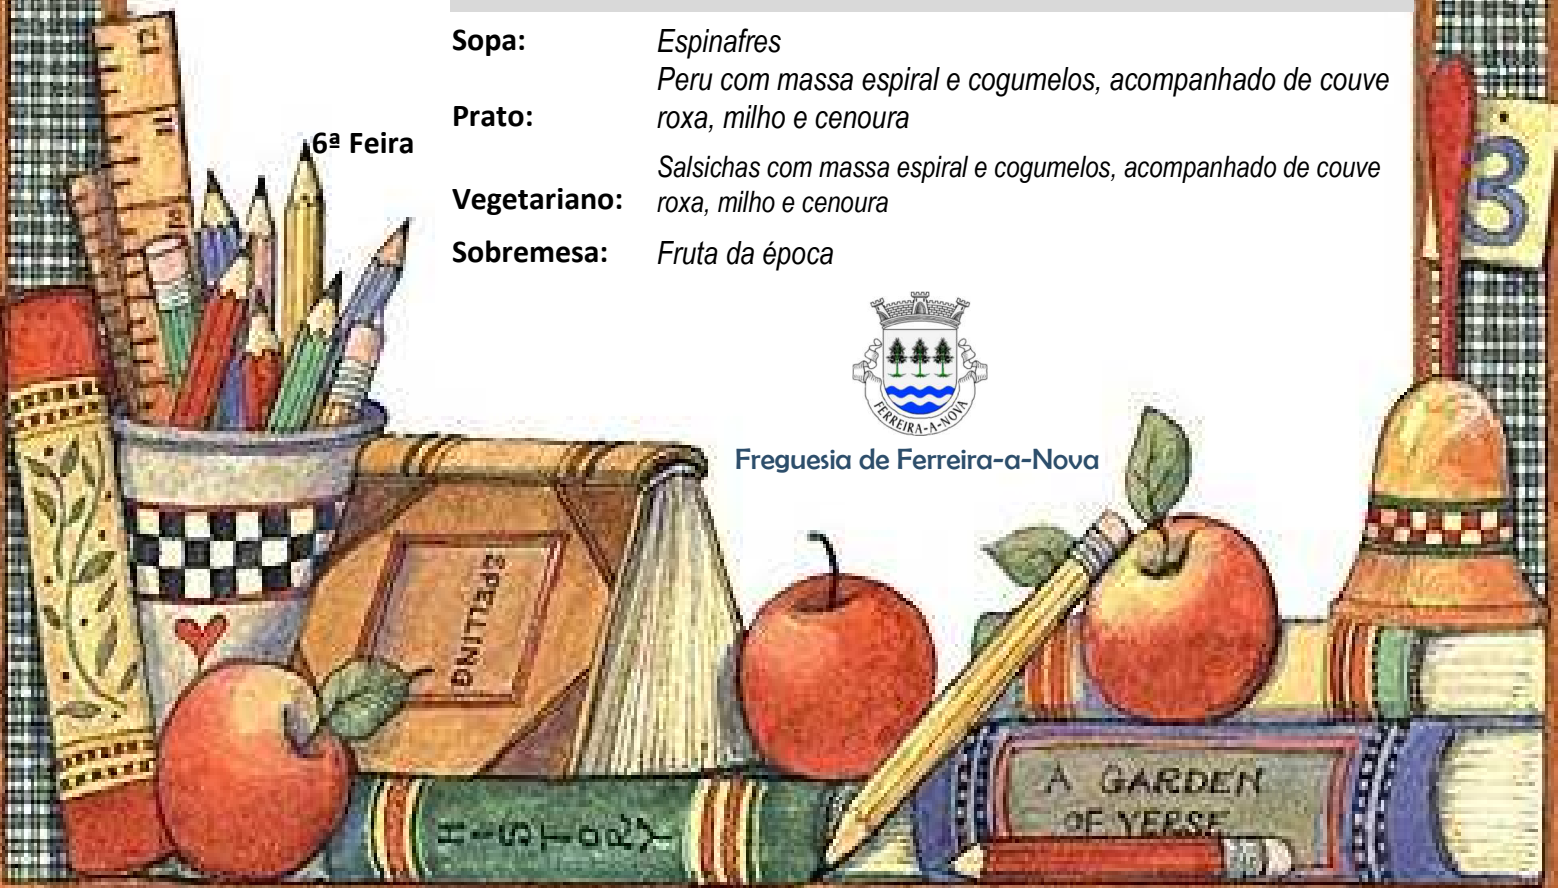 Sopa: Espinafres
Peru com massa espiral e cogumelos, acompanhado de couve
Prato: roxa, milho e cenoura
6ª Feira
Salsichas com massa espiral e cogumelos, acompanhado de couve
Vegetariano: roxa, milho e cenoura
Sobremesa: Fruta da época
3
FERREIRA-A-NOVA
Freguesia de Ferreira-a-Nova
SPELLING
HISTORY
A GARDEN
OF VERSE